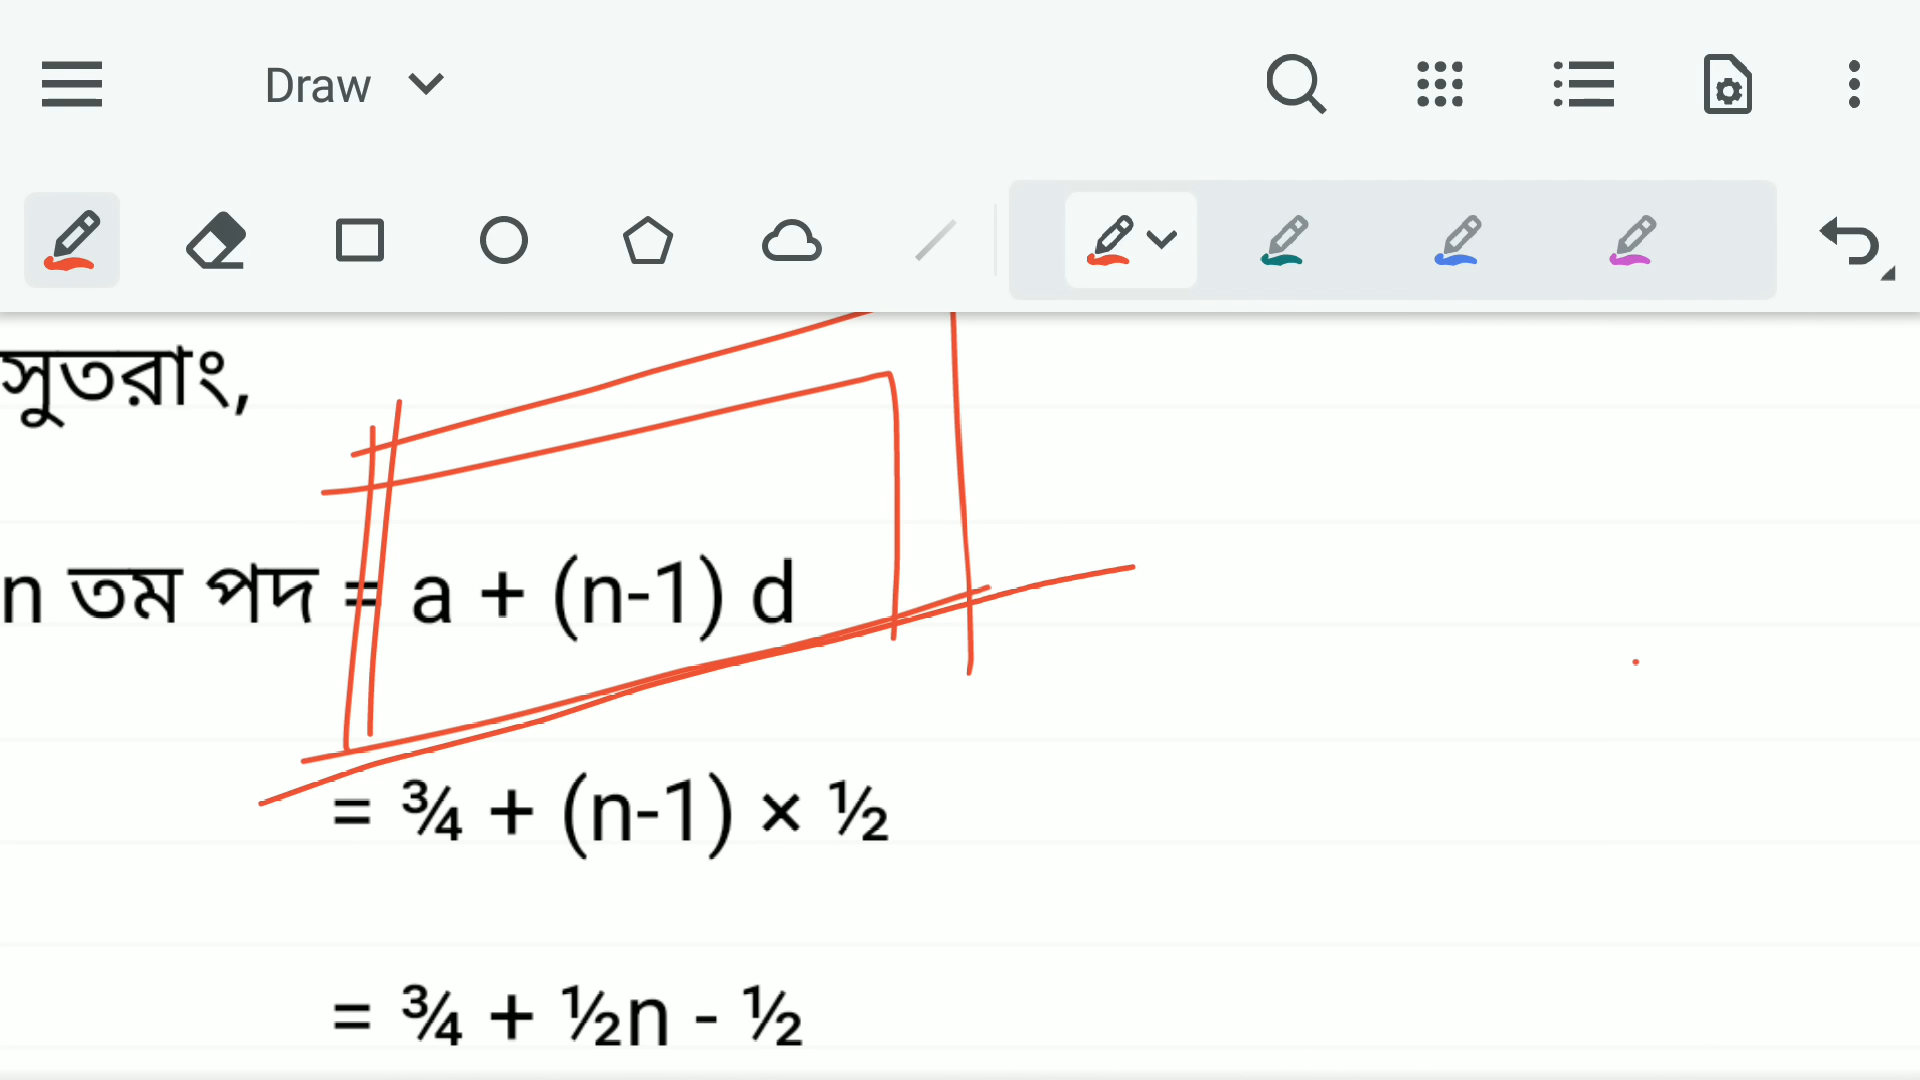 Draw
সুতরাং,
n তম পদ = a + (n-1) d
= ¾ + (n-1) × ½
= ¾ + ½n - ½